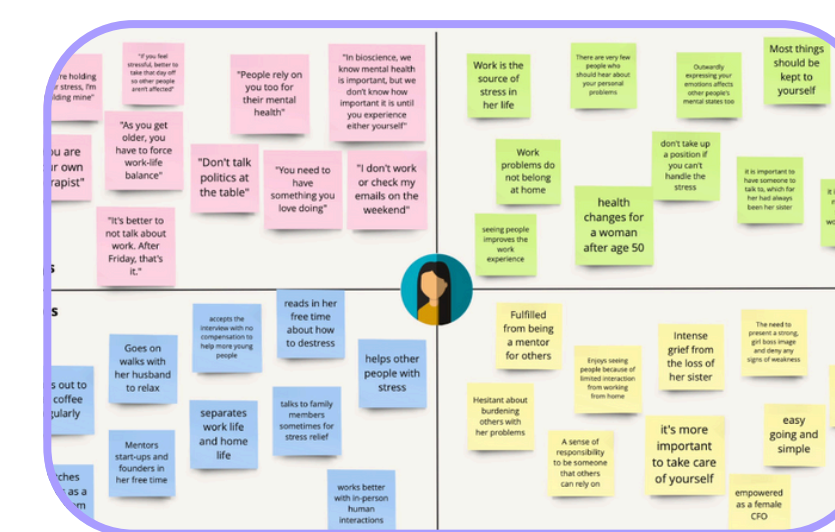 re holding
r stress, I'm
lding mine"
"if you feel
stressful, better to
take that day off
so other people
aren't affected"
"People rely on
you too for
their mental
health"
"In bioscience, we
know mental health
is important, but we
don't know how
important it is until
you experience
either yourself"
ou are
r own
rapist"
"As you get
older, you
have to force
work-life
balance"
"Don't talk
politics at
the table"
"You need to
have
something you
love doing"
"I don't work
or check my
emails on the
weekend"
"It's better to
not talk about
work. After
Friday, that's
it."
s
Work is the
source of
stress in
her life
There are very few
people who
should hear about
your personal
problems
Outwardly
expressing your
emotions affects
other people's
mental states too
Most things
should be
kept to
yourself
Work
problems do
not belong
at home
don't take up
a position if
you can't
handle the
stress
it is important to
have someone to
talk to, which for
her had always
been her sister
health
changes for
a woman
after age 50
seeing people
improves the
work
experience
It i
wo
s
accepts the
interview with no
compensation to
help more young
people
reads in her
free time
about how
to destress
Goes on
walks with
her husband
to relax
helps other
people with
stress
s out to
coffee
gularly
separates
work life
and home
life
talks to family
members
sometimes for
stress relief
Mentors
start-ups and
founders in
her free time
tches
as a
m
works better
with in-person
human
interactions
Fulfilled
from being
a mentor
for others
Enjoys seeing
people because of
limited interaction
from working
from home
Intense
grief from
the loss of
her sister
The need to
present a strong,
girl boss image
and deny any
signs of weakness
Hesitant about
burdening
others with
her problems
A sense of
responsibility
to be someone
that others
can rely on
it's more
important
to take care
of yourself
easy
going and
simple
empowered
as a female
CFO